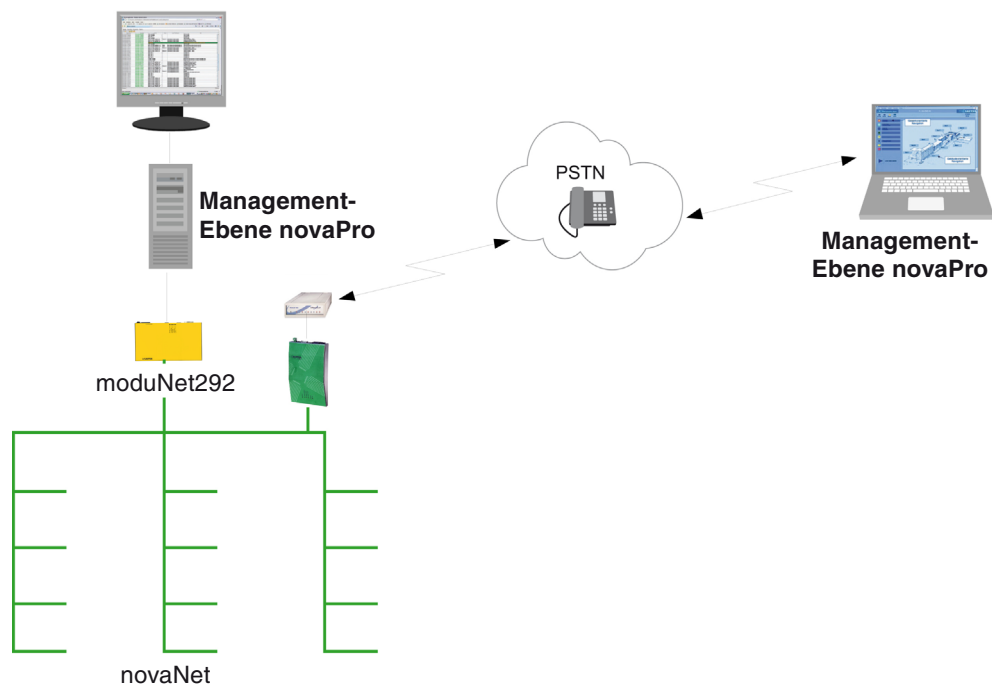 PSTN
Management-
Ebene novaPro
Management-
Ebene novaPro
moduNet292
novaNet